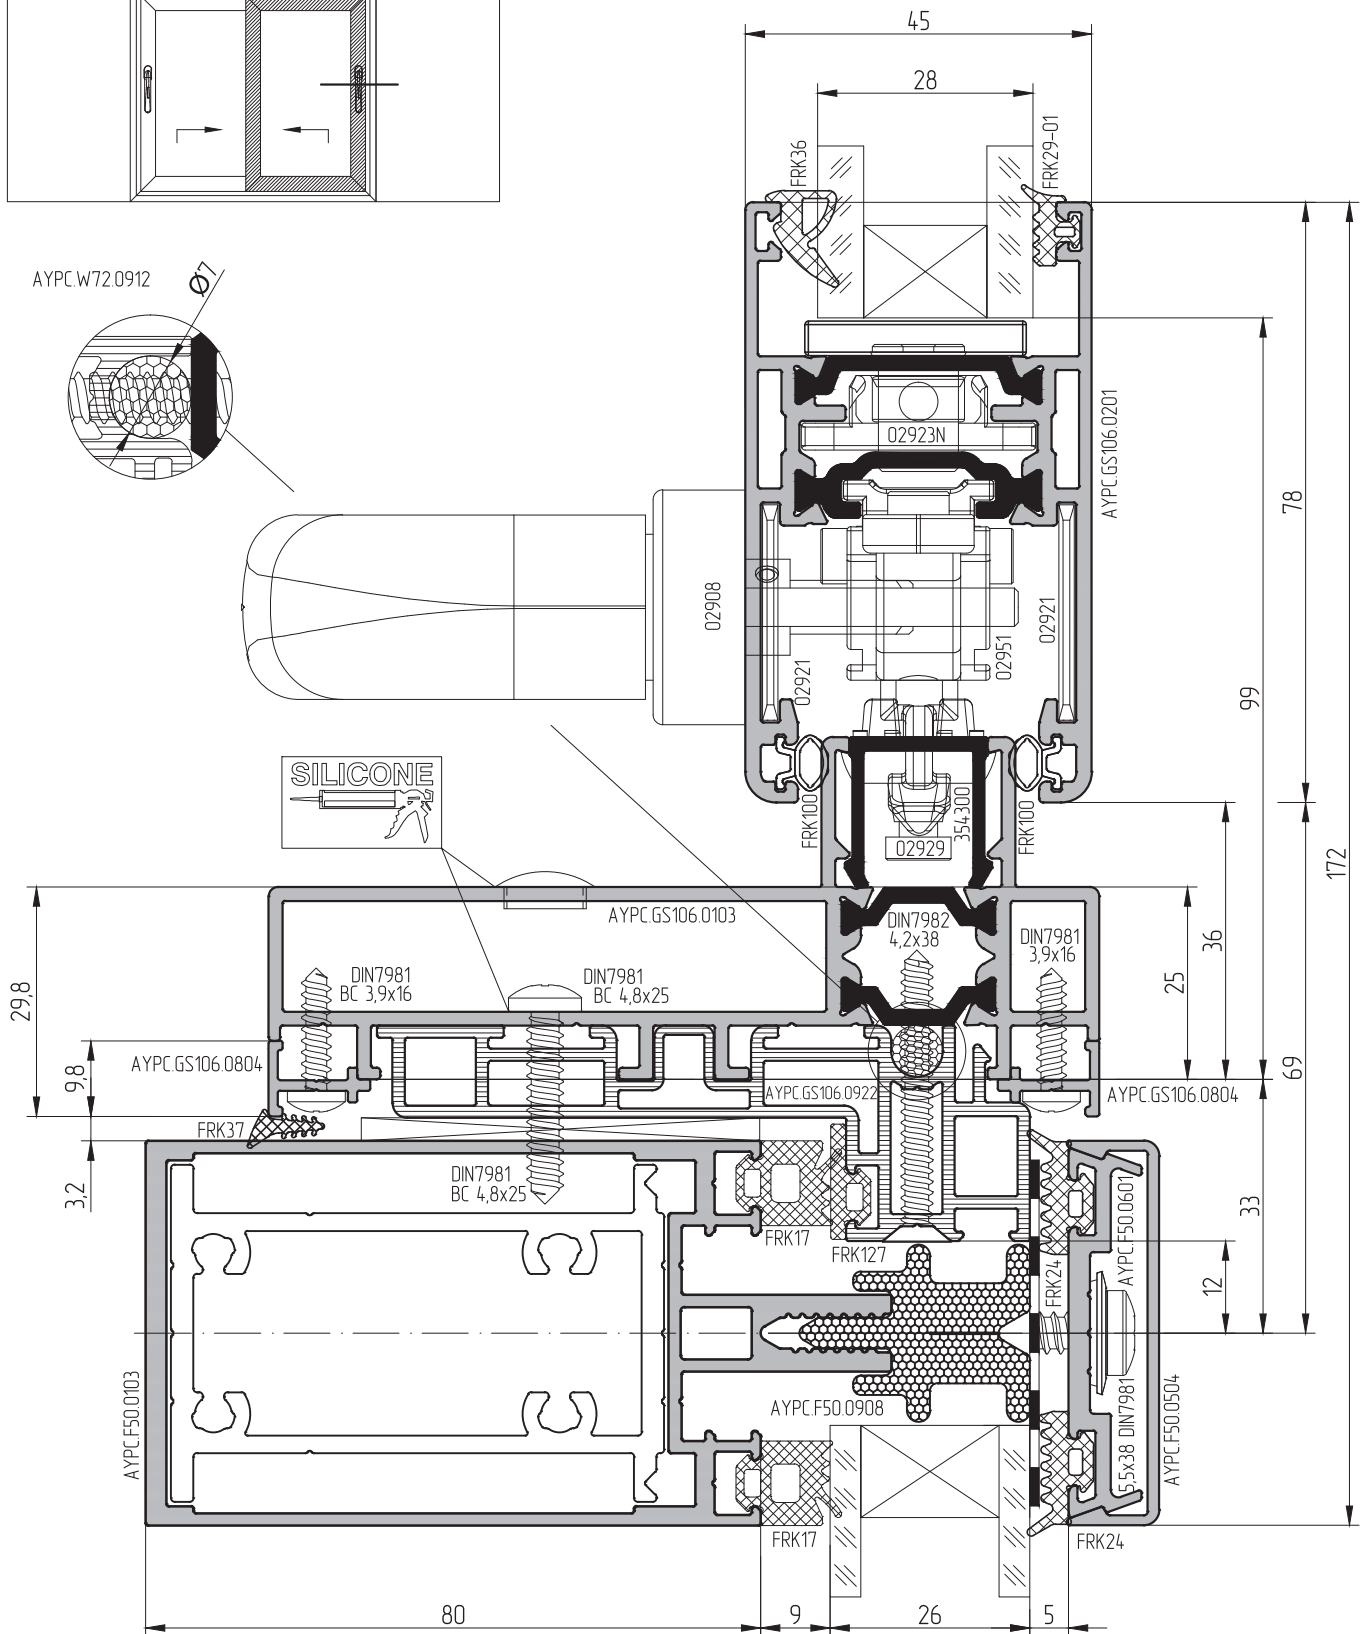 45
28
FRK36
FRK29-01
AYPC.W72.0912
Ø7
02923N
AYPC.GS106.0201
78
02908
02921
02951
02921
99
SILICONE
FRK100
354300
FRK100
02929
172
AYPC.GS106.0103
DIN7982
4,2x38
DIN7981
3,9x16
DIN7981
BC 3,9x16
DIN7981
BC 4,8x25
36
25
29,8
9,8
AYPC.GS106.0804
AYPC.GS106.0922
AYPC.GS106.0804
69
FRK37
3,2
DIN7981
BC 4,8x25
FRK17
FRK127
FRK24
AYPC.F50.0601
33
12
AYPC.F50.0103
AYPC.F50.0908
5,5x38 DIN7981
AYPC.F50.0504
FRK17
FRK24
80
9
26
5